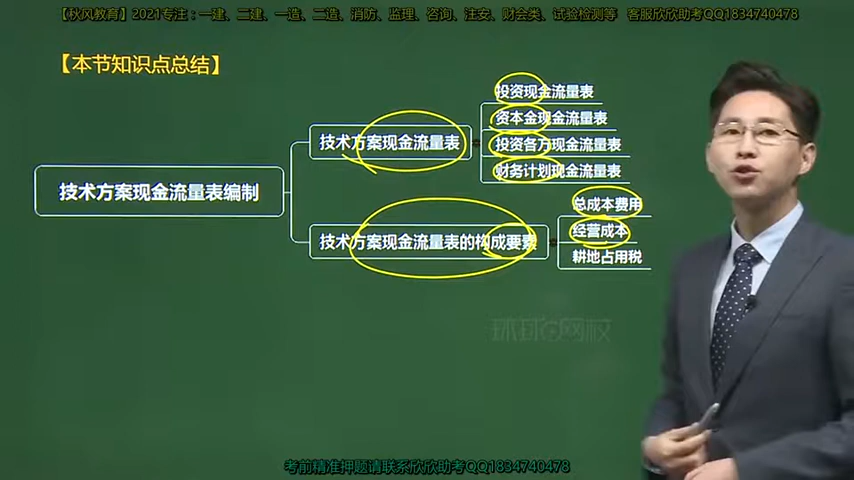 【秋风教育】2021专注：一建、二建、一造、二造、消防、监理、咨询、注安、财会类、试验检测等 客服欣欣助考QQ1834740478
【本节知识点总结】
技术方案现金流量表编制
技术方案现金流量表
投资现金流量表
资本金现金流量表
投资各方现金流量表
财务计划现金流量表
技术方案现金流量表的构成要素
总成本费用
经营成本
耕地占用税
环球网校
考前精准押题请联系欣欣助考QQ1834740478